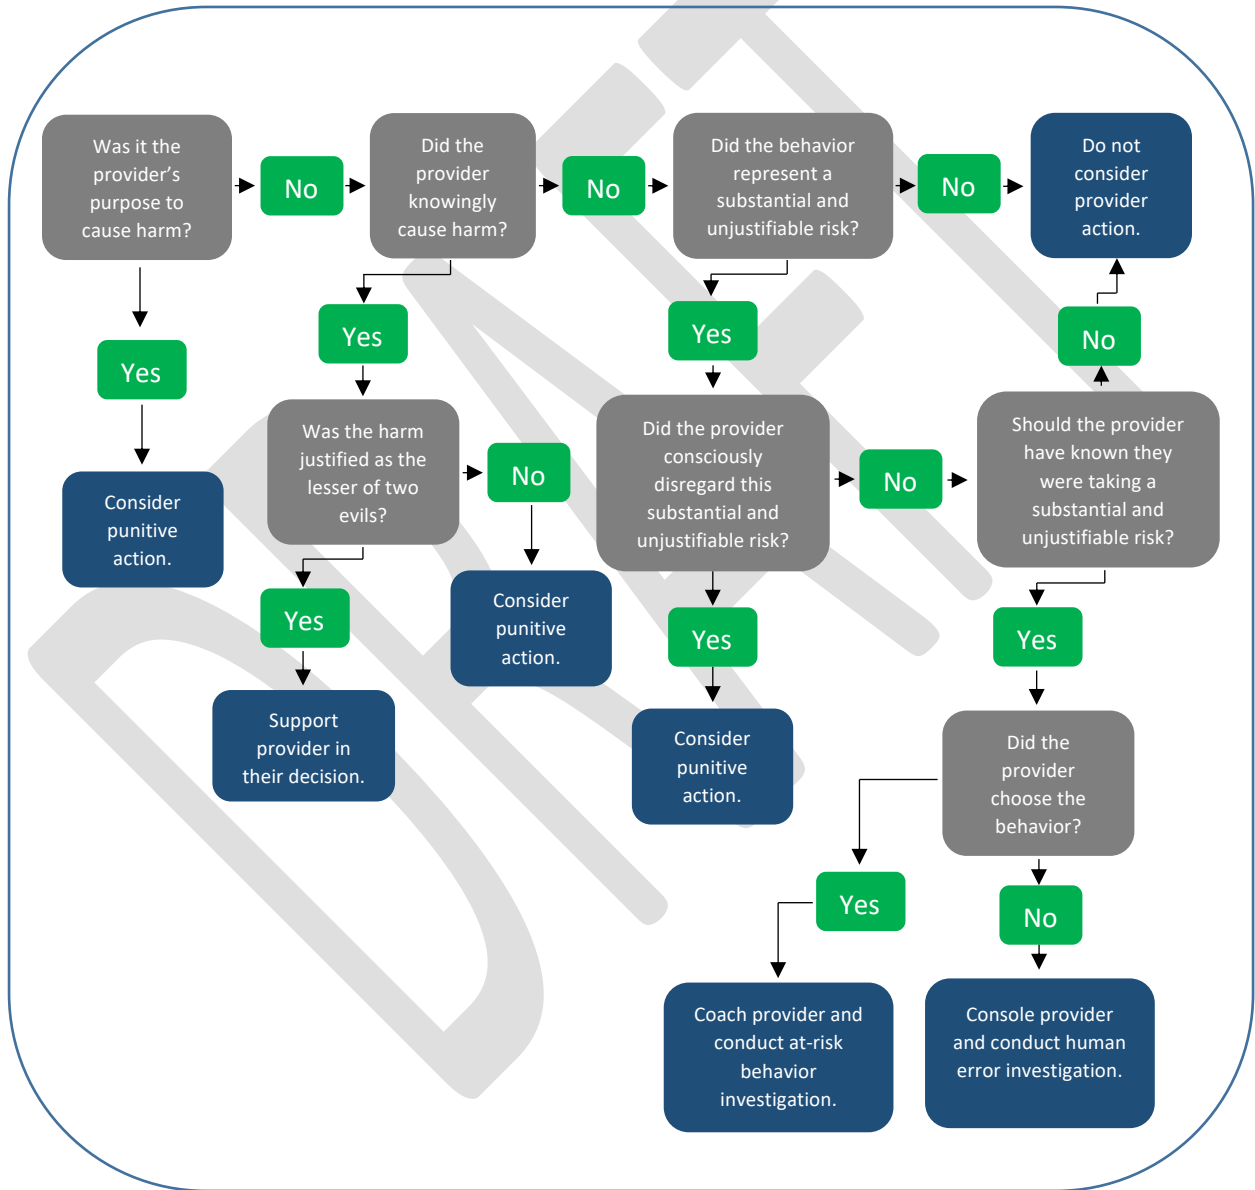 Was it the
provider's
purpose to
cause harm?
No
Did the
provider
knowingly
cause harm?
No
Did the behavior
represent a
substantial and
unjustifiable risk?
No
Do not
consider
provider
action.
Yes
Consider
punitive
action.
Yes
Was the harm
justified as the
lesser of two
evils?
No
Consider
punitive
action.
Yes
Support
provider in
their decision.
Yes
Did the provider
consciously
disregard this
substantial and
unjustifiable risk?
No
Should the provider
have known they
were taking a
substantial and
unjustifiable risk?
No
Yes
Consider
punitive
action.
Yes
Did the
provider
choose the
behavior?
Yes
Coach provider and
conduct at-risk
behavior
investigation.
No
Console provider
and conduct human
error investigation.
DRAFT